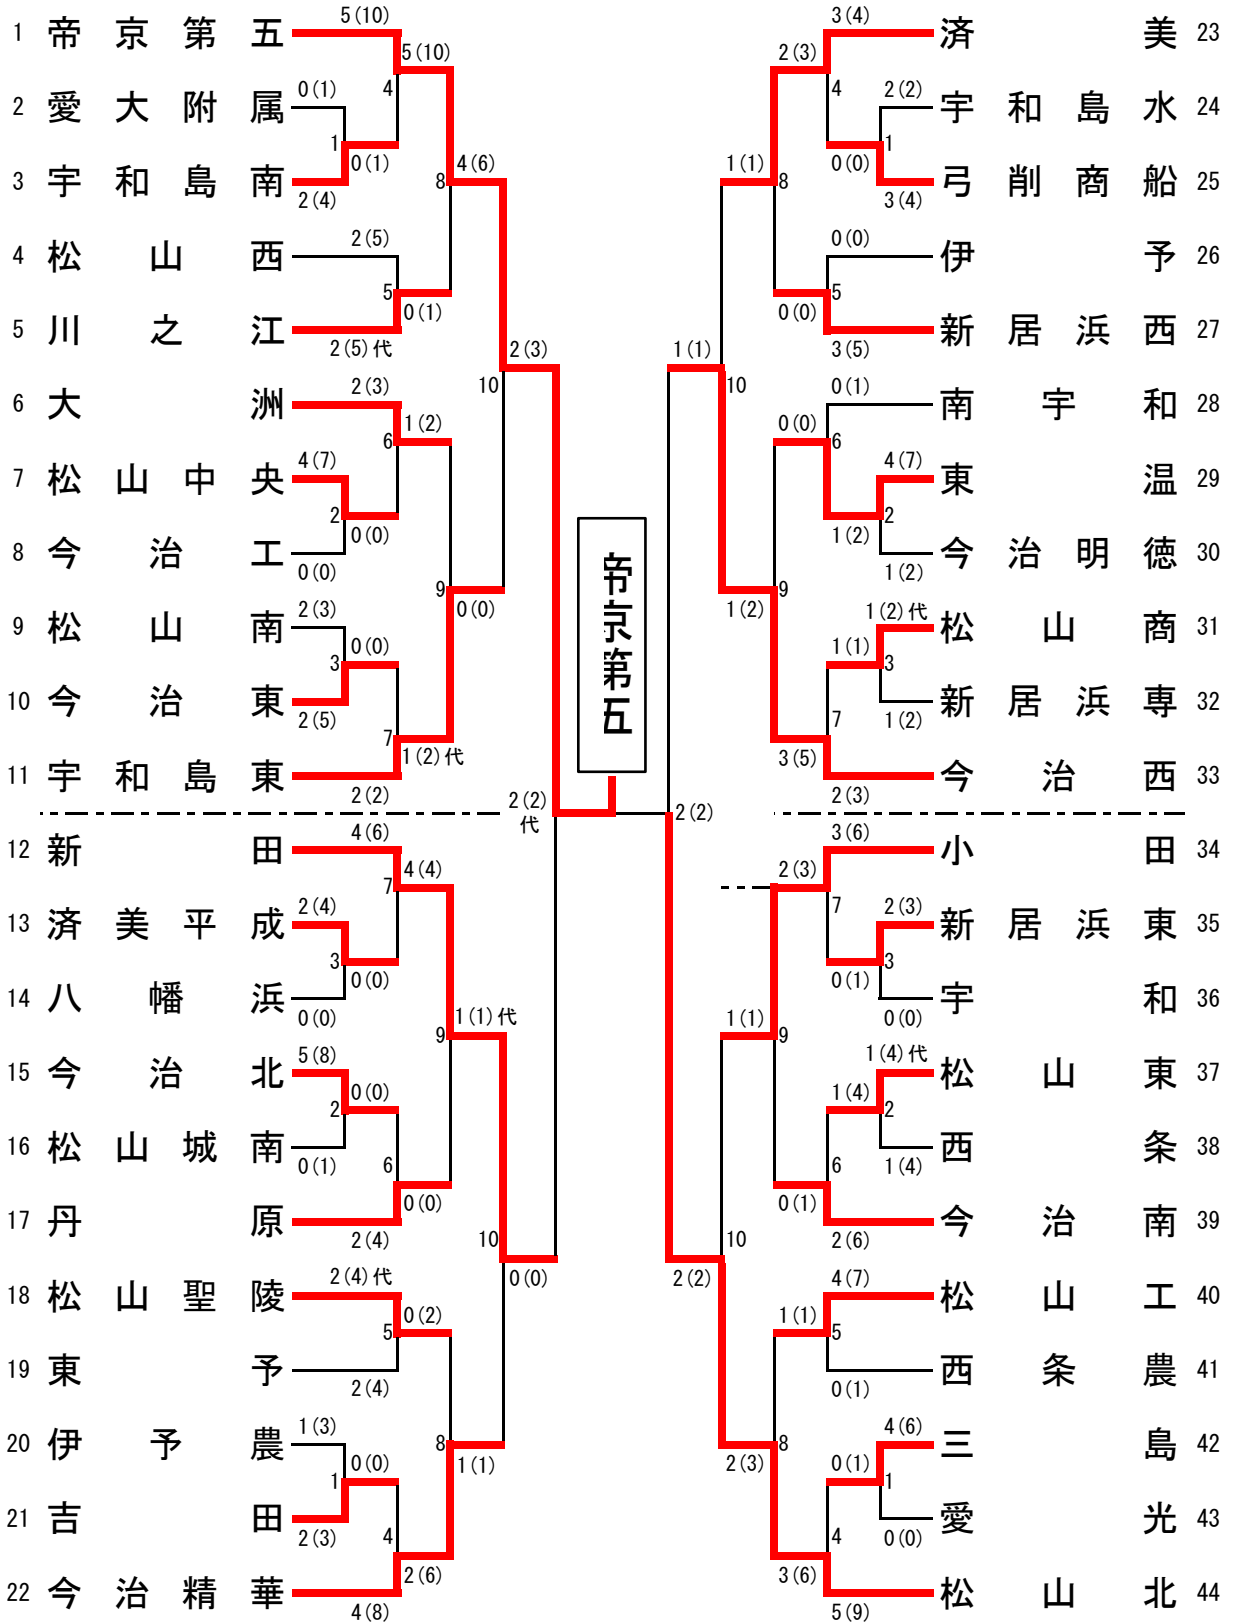 5(10)
1 帝京第五
5(10)
0(1) 4
2 愛大附属
1
0(1)
4(6)
3 宇和島南
8
2(4)
2(5)
4 松山西
5
0(1)
5 川之江
2(5)代
2(3)
10
2(3)
6 大洲
1(2)
6
4(7)
7 松山中央
2
0(0)
8 今治工
0(0)
9
0(0)
2(3)
9 松山南
0(0)
3
10 今治東
2(5)
7
1(2)代
11 宇和島東
2(2)
2(2)
代
4(6)
12 新田
4(4)
7
2(4)
13 済美平成
3
0(0)
14 八幡浜
0(0)
1(1)代
9
5(8)
15 今治北
0(0)
2
16 松山城南
0(1)
6
0(0)
17 丹原
2(4)
10
0(0)
2(4)代
18 松山聖陵
0(2)
5
19 東予
2(4)
1(3)
20 伊予農
8
1(1)
0(0)
1
21 吉田
2(3)
4
2(6)
22 今治精華
4(8)
帝京第五
3(4)
済美 23
2(3)
4
2(2)
宇和島水 24
1
0(0)
1(1)
8
弓削商船 25
3(4)
0(0)
伊予 26
5
0(0)
新居浜西 27
3(5)
1(1)
10
0(1)
南宇和 28
0(0)
6
4(7)
東温 29
2
1(2)
今治明徳 30
1(2)
9
1(2)
1(2)代
松山商 31
1(1)
3
新居浜専 32
1(2)
7
3(5)
今治西 33
2(3)
2(2)
3(6)
小田 34
2(3)
7
2(3)
新居浜東 35
3
0(1)
宇和 36
0(0)
1(1)
9
1(4)代
松山東 37
1(4)
2
西条 38
1(4)
6
0(1)
今治南 39
2(6)
10
2(2)
4(7)
松山工 40
1(1)
5
西条農 41
0(1)
4(6)
三島 42
8
2(3)
0(1)
1
愛光 43
0(0)
4
3(6)
松山北 44
5(9)